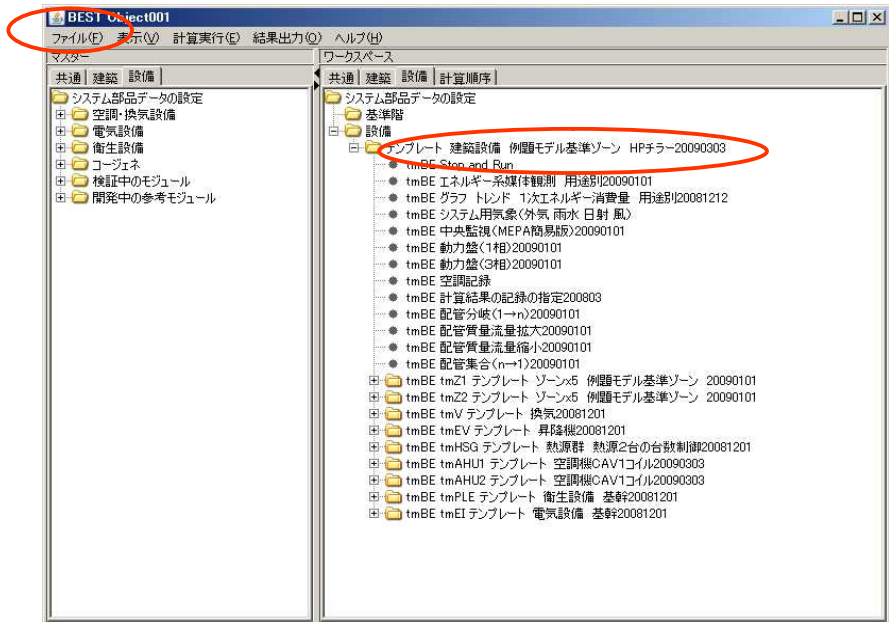 BEST Object001
ファイル(F) 表示(V) 計算実行(E) 結果出力(O) ヘルプ(H)
マスター
共通 建築 設備
システム部品データの設定
空調・換気設備
電気設備
衛生設備
コージェネ
検証中のモジュール
開発中の参考モジュール
ワークスペース
共通 建築 設備 計算順序
システム部品データの設定
基準階
設備
テンプレート 建築設備 例題モデル基準ゾーン HPチラー20090303
tmBE Stop and Run
tmBE エネルギー系媒体観測 用途別20090101
tmBE グラフ トレンド 1次エネルギー消費量 用途別20081212
tmBE システム用気象(外気 雨水 日射 風)
tmBE 中央監視(MEPA簡易版)20090101
tmBE 動力盤(1相)20090101
tmBE 動力盤(3相)20090101
tmBE 空調記録
tmBE 計算結果の記録の指定200803
tmBE 配管分岐(1→n)20090101
tmBE 配管質量流量拡大20090101
tmBE 配管質量流量縮小20090101
tmBE 配管集合(n→1)20090101
tmBE tmZ1 テンプレート ゾーンx5 例題モデル基準ゾーン 20090101
tmBE tmZ2 テンプレート ゾーンx5 例題モデル基準ゾーン 20090101
tmBE tmV テンプレート 換気20081201
tmBE tmEV テンプレート 昇降機20081201
tmBE tmHSG テンプレート 熱源群 熱源2台の台数制御20081201
tmBE tmAHU1 テンプレート 空調機CAV1コイル20090303
tmBE tmAHU2 テンプレート 空調機CAV1コイル20090303
tmBE tmPLE テンプレート 衛生設備 基幹20081201
tmBE tmEI テンプレート 電気設備 基幹20081201